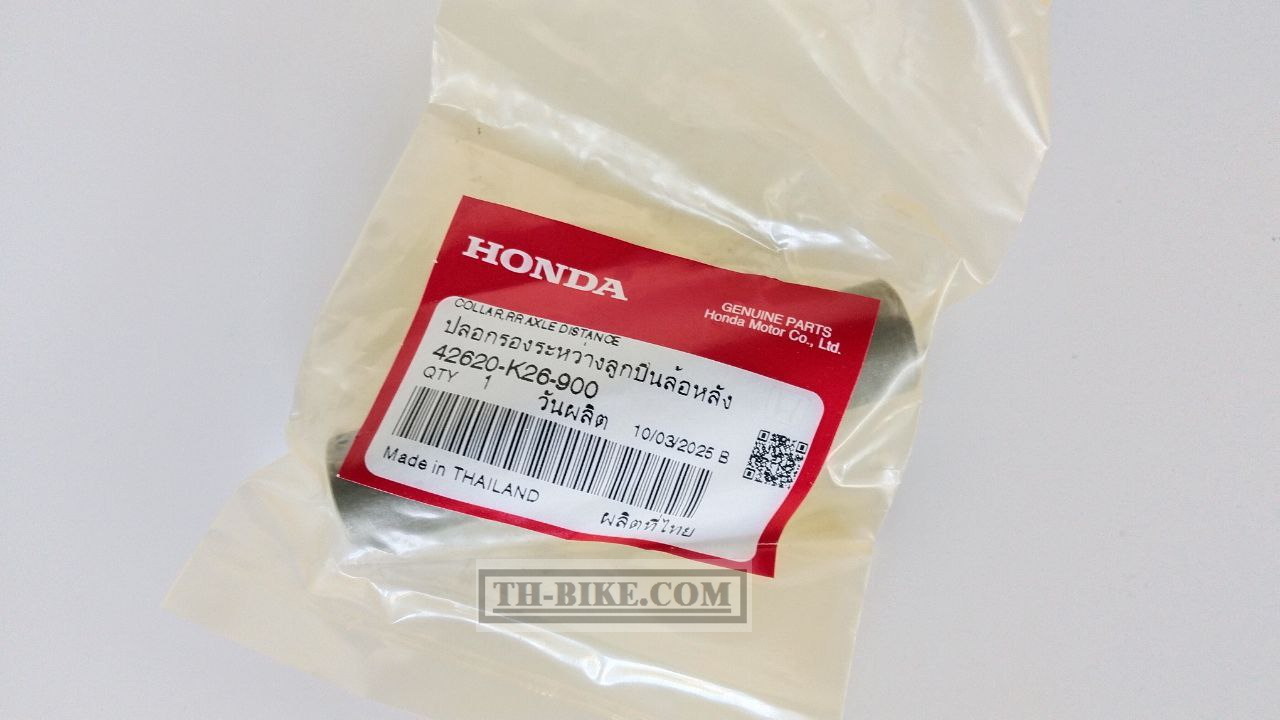 HONDA
GENUINE PARTS
Honda Motor Co., Ltd.
COLLAR,RR AXLE DISTANCE
ปลอกรองระหว่างลูกปืนล้อหลัง
42620-K26-900
QTY 1
วันผลิต 10/03/2025 B
Made in THAILAND
ผลิตที่ไทย
TH-BIKE.COM